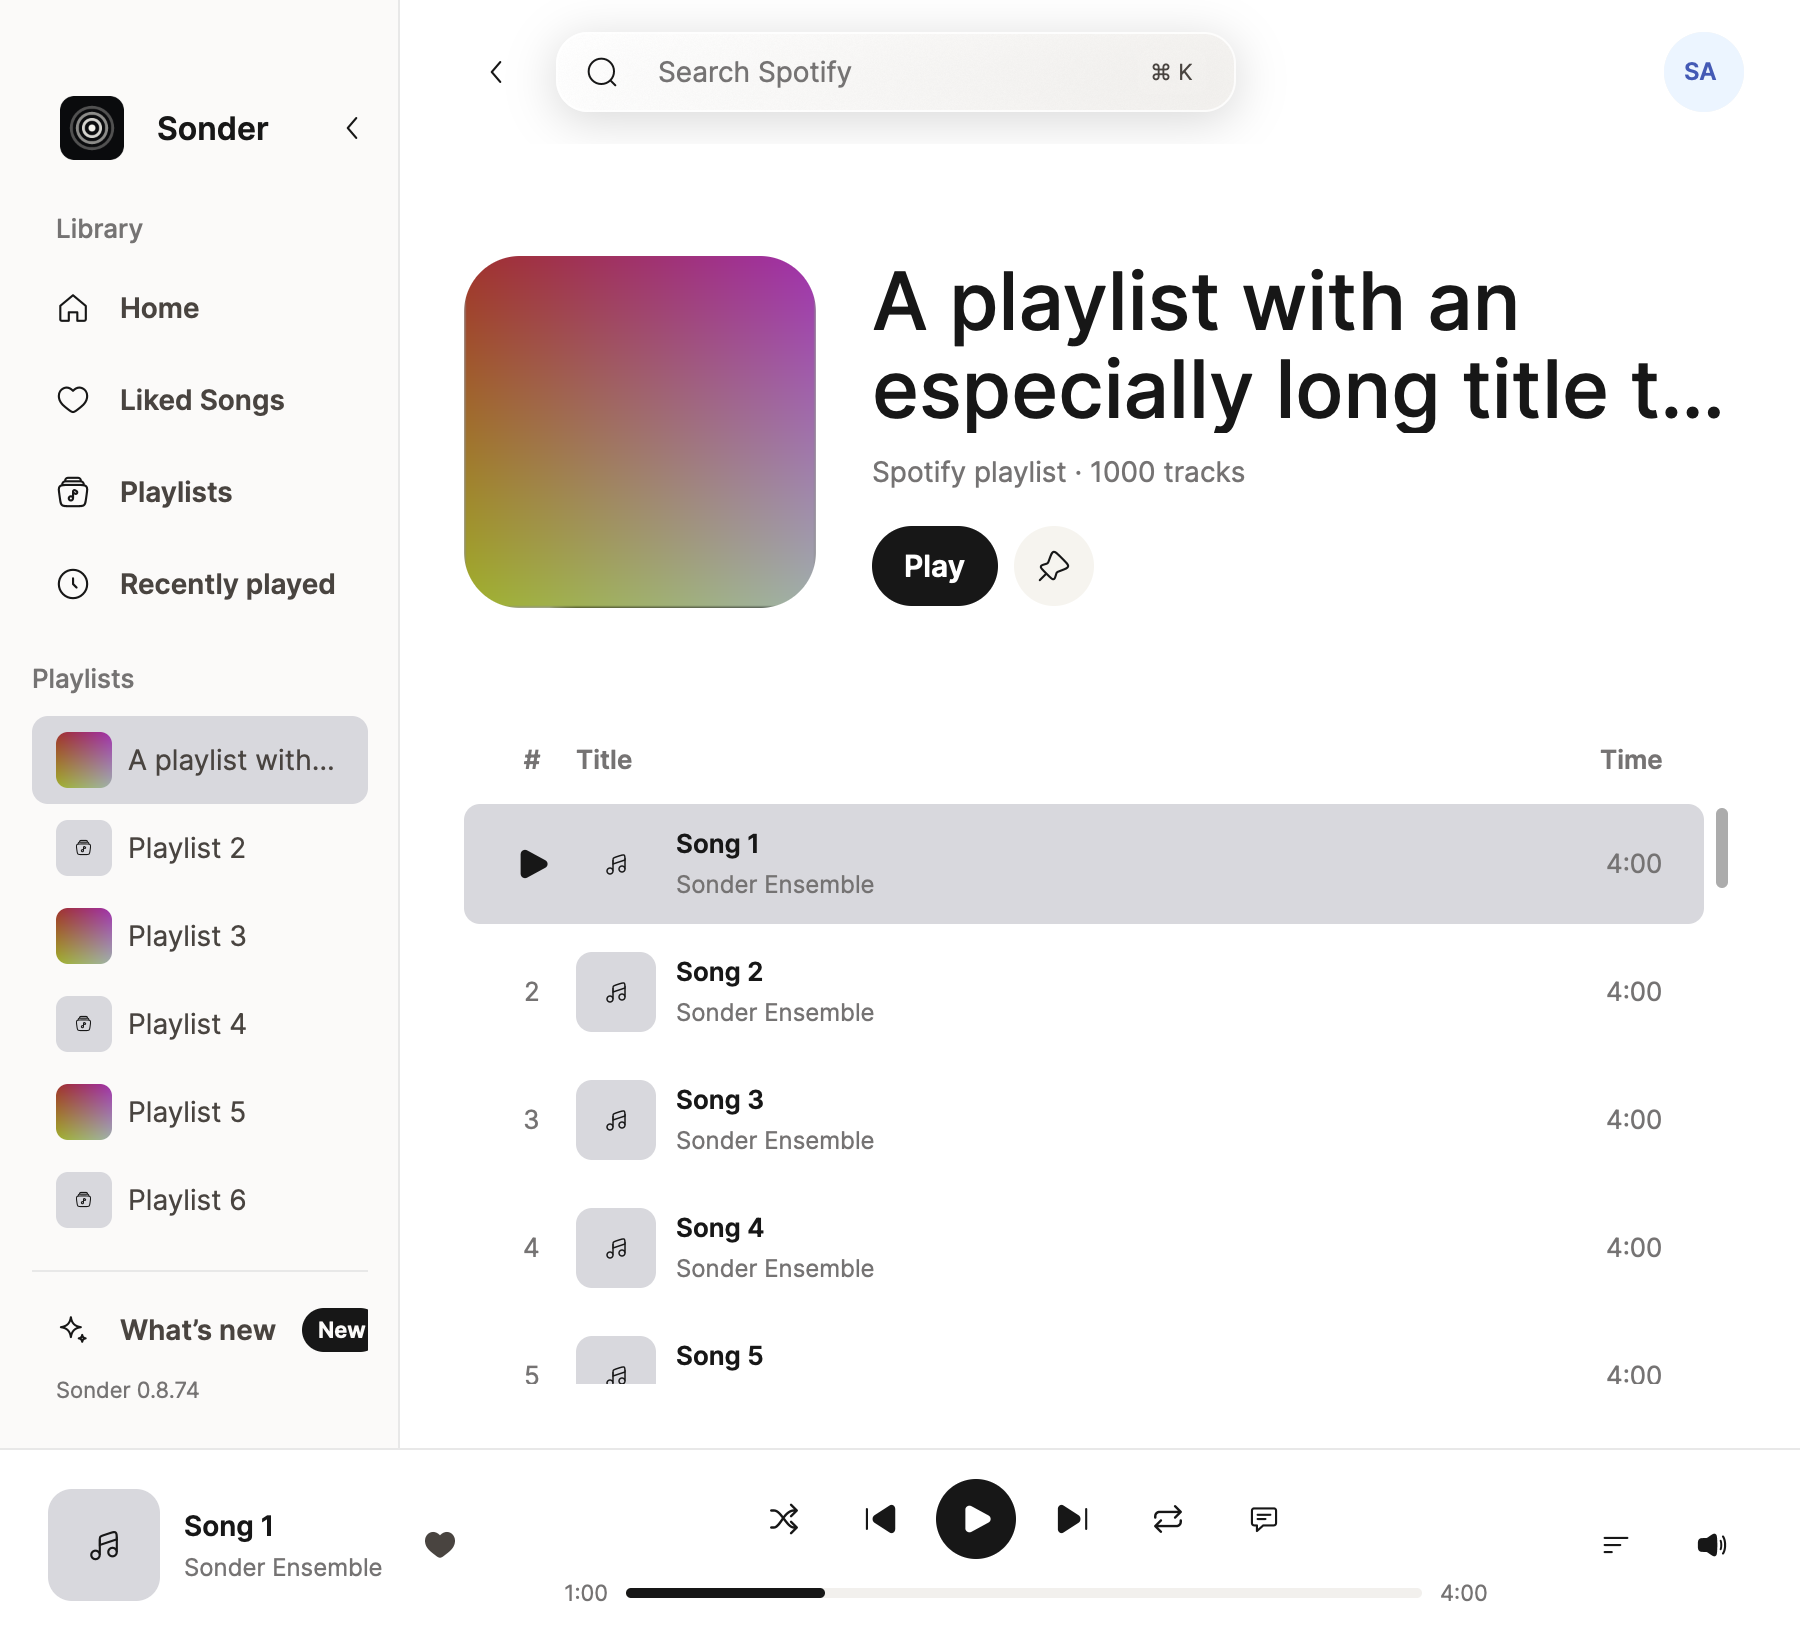 Sonder
Library
Home
Liked Songs
Playlists
Recently played
Playlists
A playlist with...
Playlist 2
Playlist 3
Playlist 4
Playlist 5
Playlist 6
What’s new New
Sonder 0.8.74
Search Spotify ⌘ K
SA
A playlist with an
especially long title t...
Spotify playlist · 1000 tracks
Play
# Title Time
Song 1
Sonder Ensemble
4:00
2
Song 2
Sonder Ensemble
4:00
3
Song 3
Sonder Ensemble
4:00
4
Song 4
Sonder Ensemble
4:00
5
Song 5
4:00
Song 1
Sonder Ensemble
1:00 4:00